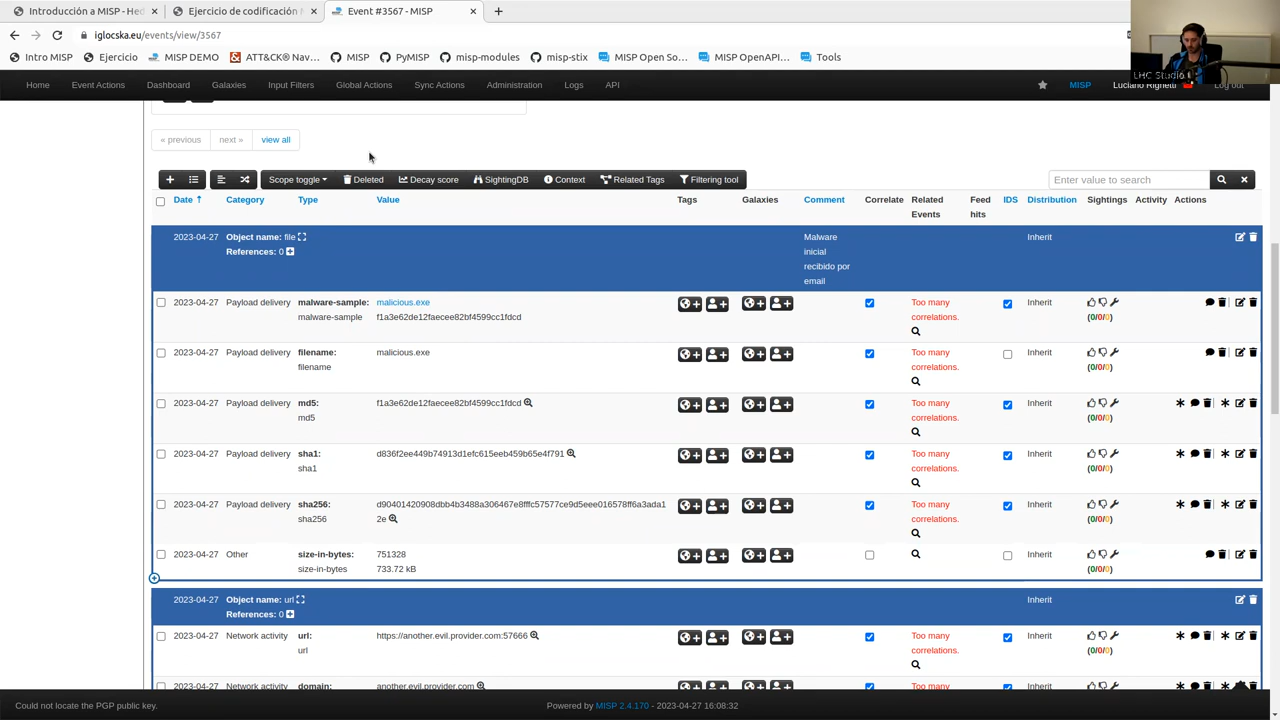 Introducción a MISP - Hed
Ejercicio de codificación M
Event #3567 - MISP
iglocska.eu/events/view/3567
Intro MISP Ejercicio MISP DEMO ATT&CK® Nav... MISP PyMISP misp-modules misp-stix MISP Open So... MISP OpenAPI... Tools
LHC Studio 1
Home Event Actions Dashboard Galaxies Input Filters Global Actions Sync Actions Administration Logs API MISP Luciano Righetti Log out
« previous next » view all
Scope toggle Deleted Decay score SightingDB Context Related Tags Filtering tool Enter value to search
Date Category Type Value Tags Galaxies Comment Correlate Related Events Feed hits IDS Distribution Sightings Activity Actions
2023-04-27 Object name: file Malware inicial recibido por email Inherit
References: 0
2023-04-27 Payload delivery malware-sample: malicious.exe Too many correlations. Inherit
malware-sample f1a3e62de12faecee82bf4599cc1fdcd (0/0/0)
2023-04-27 Payload delivery filename: malicious.exe Too many correlations. Inherit
filename (0/0/0)
2023-04-27 Payload delivery md5: f1a3e62de12faecee82bf4599cc1fdcd Too many correlations. Inherit
md5 (0/0/0)
2023-04-27 Payload delivery sha1: d836f2ee449b74913d1efc615eeb459b65e4f791 Too many correlations. Inherit
sha1 (0/0/0)
2023-04-27 Payload delivery sha256: d90401420908dbb4b3488a306467e8fffc57577ce9d5eee016578ff6a3ada1 Too many correlations. Inherit
sha256 2e (0/0/0)
2023-04-27 Other size-in-bytes: 751328 Inherit
size-in-bytes 733.72 kB (0/0/0)
2023-04-27 Object name: url Inherit
References: 0
2023-04-27 Network activity url: https://another.evil.provider.com:57666 Too many correlations. Inherit
url (0/0/0)
2023-04-27 Network activity domain: another.evil.provider.com Too many Inherit
Could not locate the PGP public key. Powered by MISP 2.4.170 - 2023-04-27 16:08:32